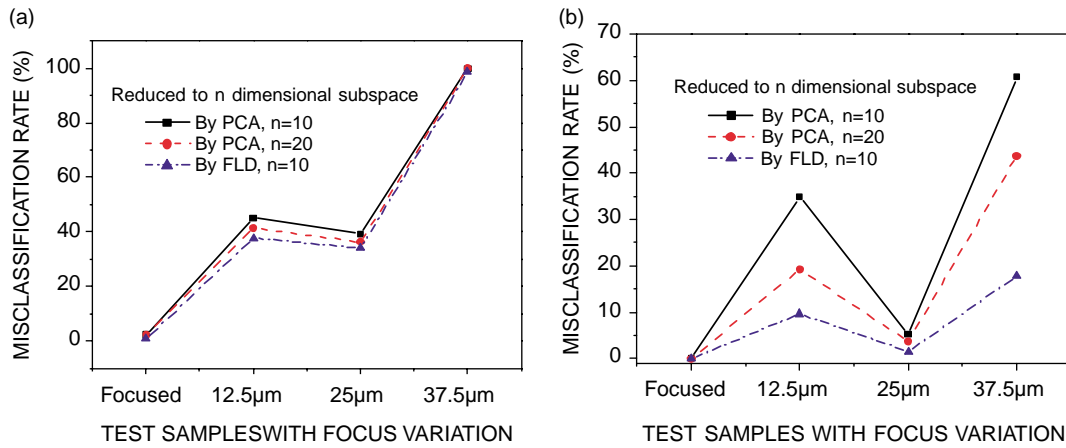 (a)
MISCLASSIFICATION RATE (%)
100
80
60
40
20
0
Reduced to n dimensional subspace
By PCA, n=10
By PCA, n=20
By FLD, n=10
Focused 12.5µm 25µm 37.5µm
TEST SAMPLESWITH FOCUS VARIATION
(b)
MISCLASSIFICATION RATE (%)
70
60
50
40
30
20
10
0
Reduced to n dimensional subspace
By PCA, n=10
By PCA, n=20
By FLD, n=10
Focused 12.5µm 25µm 37.5µm
TEST SAMPLES WITH FOCUS VARIATION